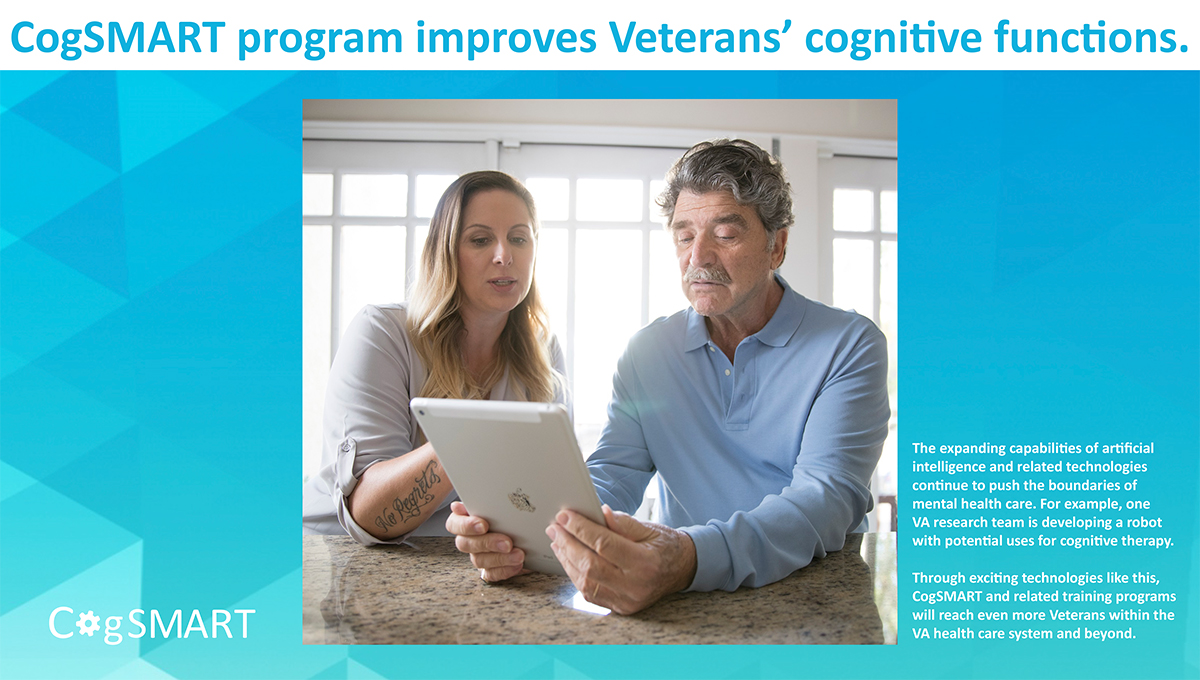 CogSMART program improves Veterans’ cognitive functions.
No Regrets
The expanding capabilities of artificial
intelligence and related technologies
continue to push the boundaries of
mental health care. For example, one
VA research team is developing a robot
with potential uses for cognitive therapy.
Through exciting technologies like this,
CogSMART and related training programs
will reach even more Veterans within the
VA health care system and beyond.
CogSMART